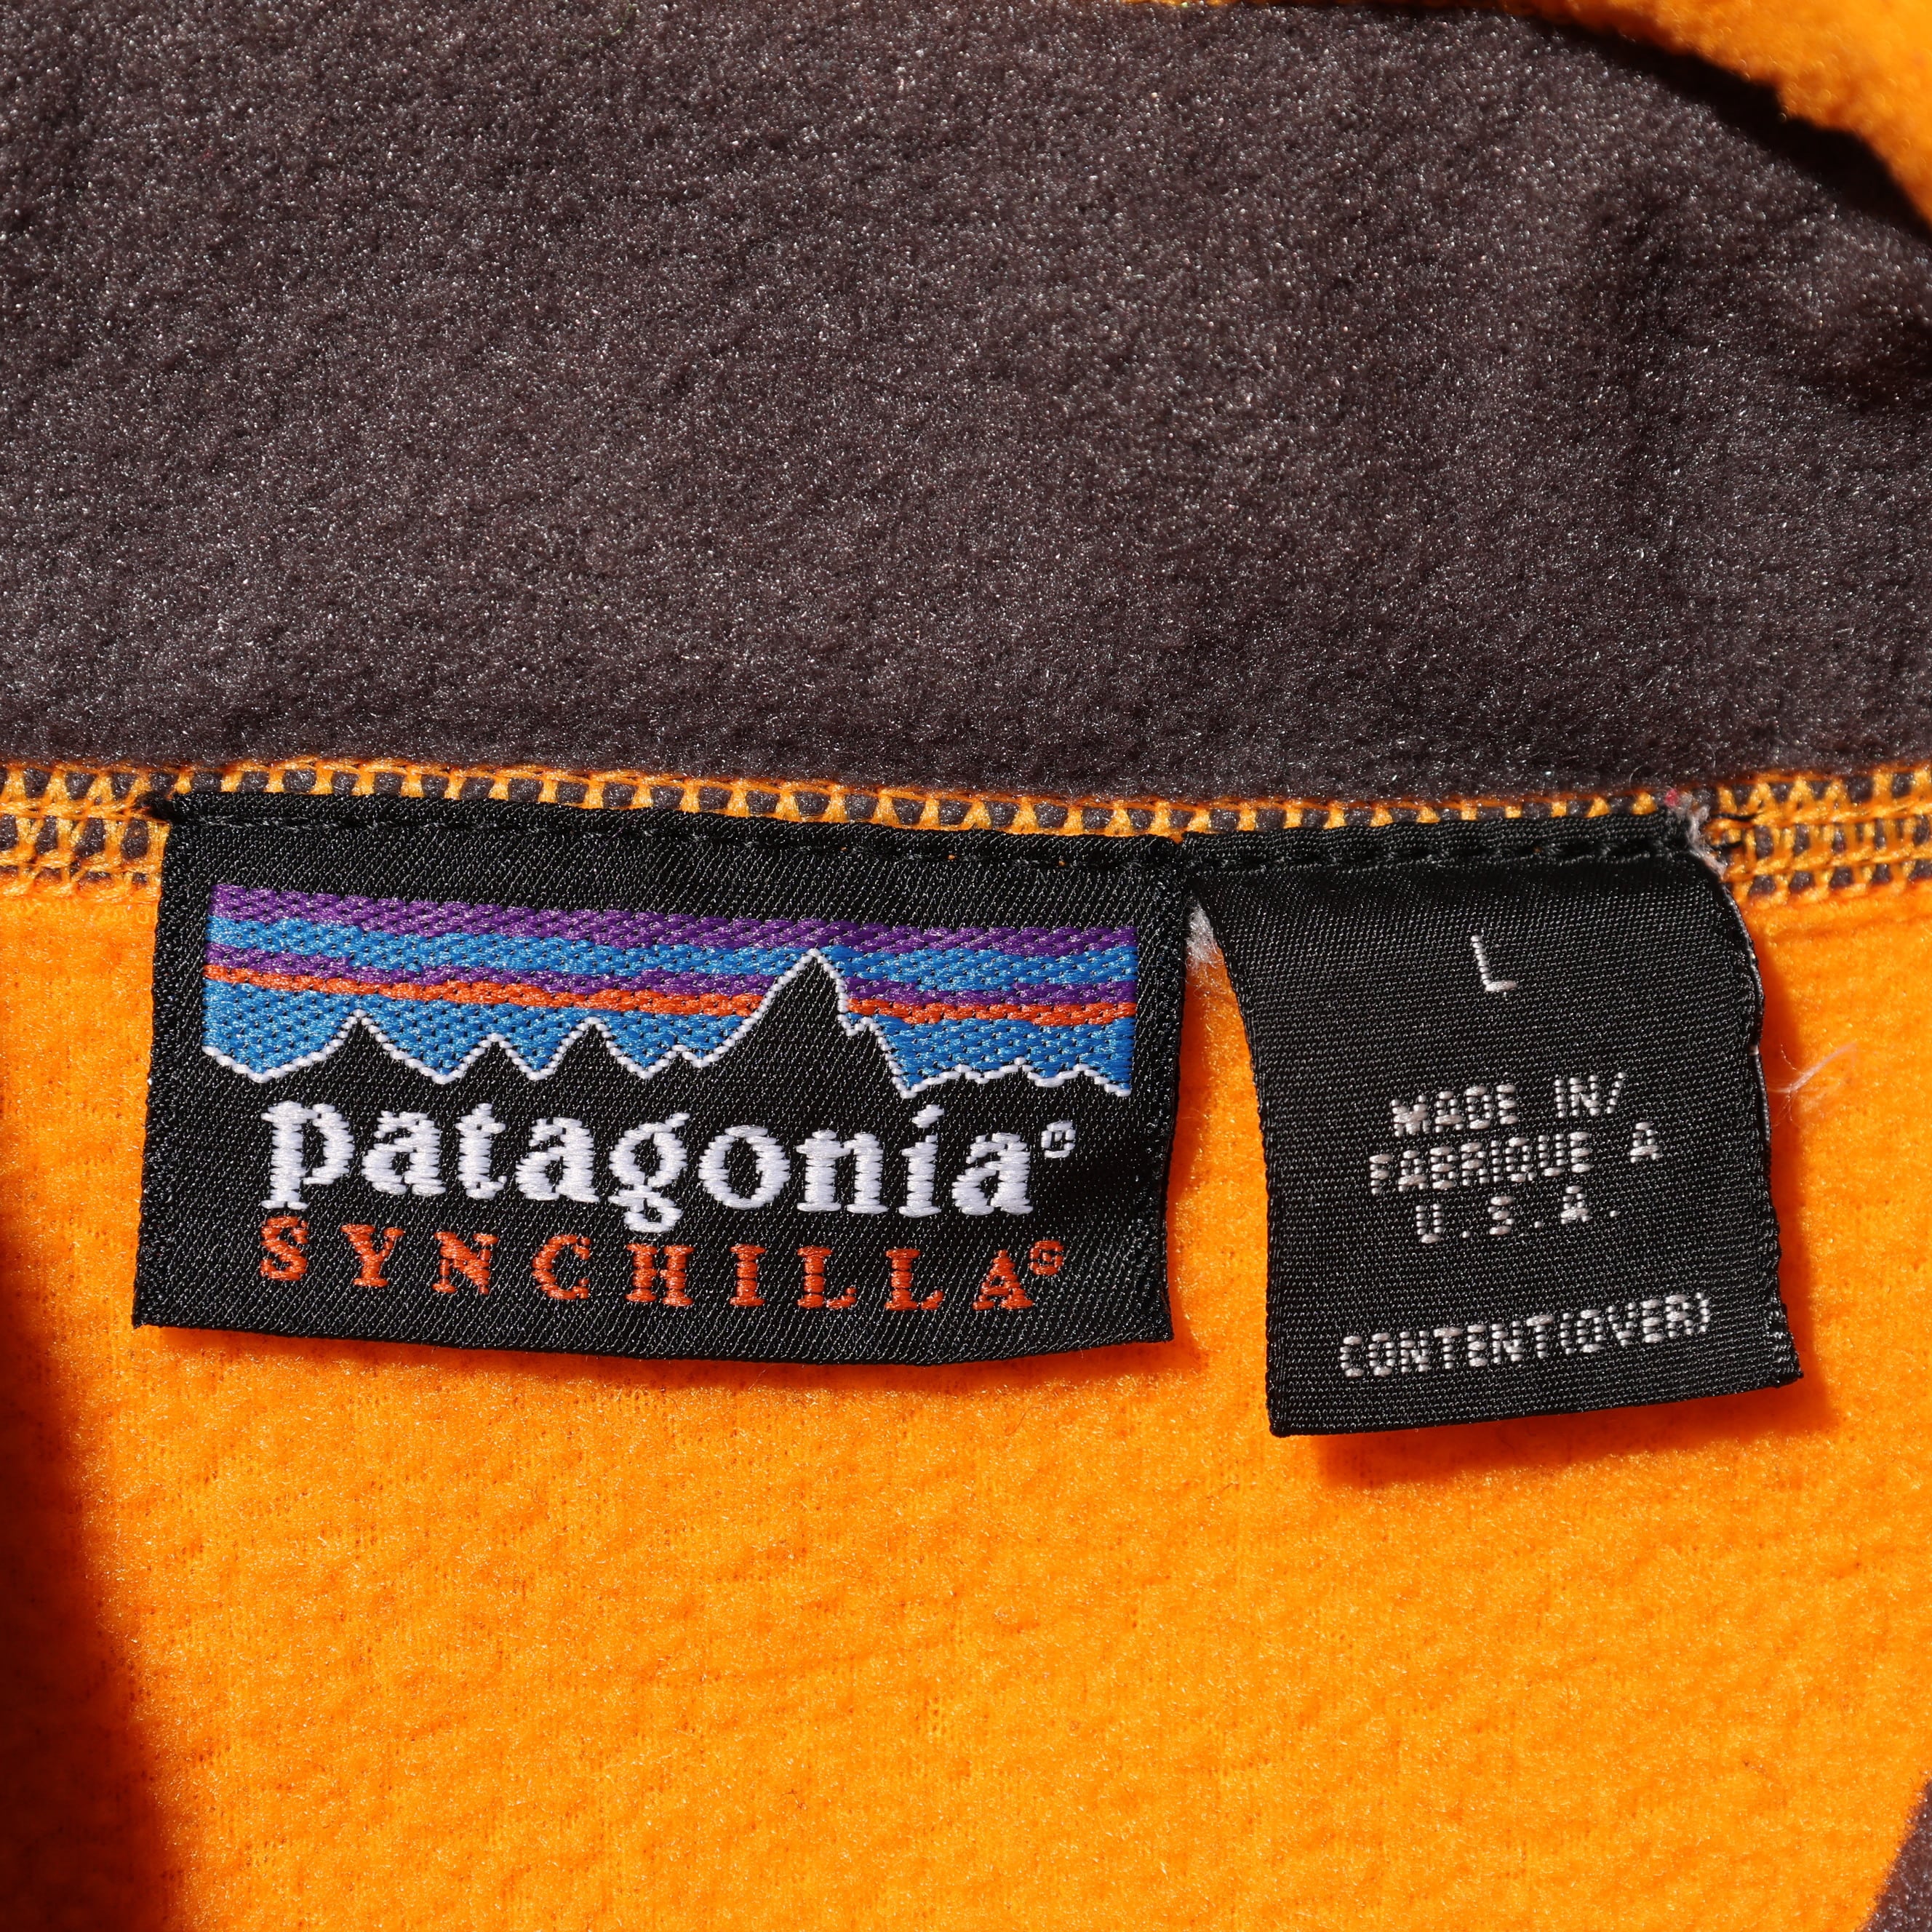 patagonia®
SYNCHILLA®
L
MADE IN/
FABRIQUE A
U.S.A.
CONTENT(OVER)